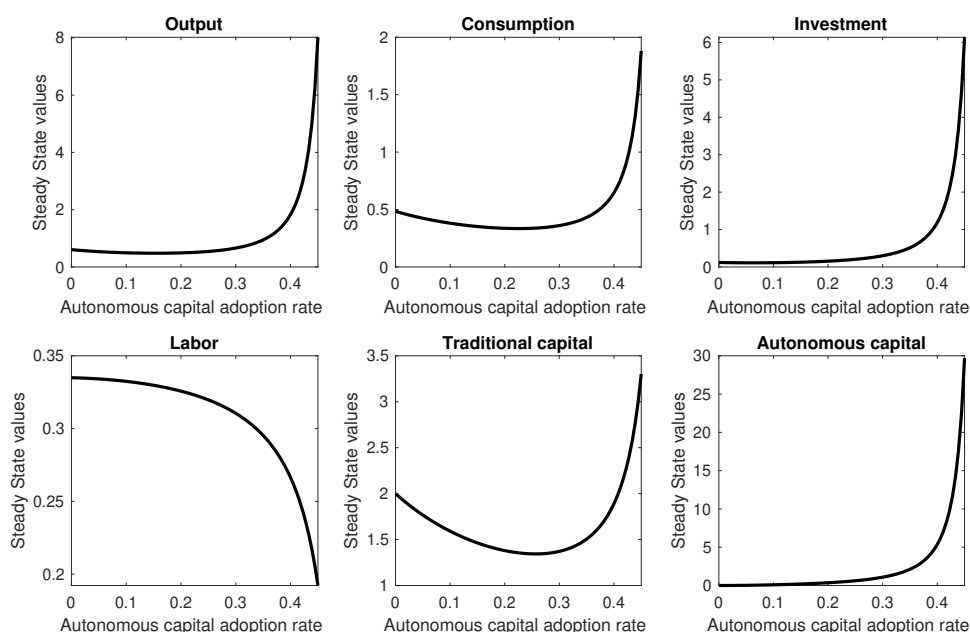 Output
8
6
4
2
0
0 0.1 0.2 0.3 0.4
Steady State values
Autonomous capital adoption rate
Consumption
2
1.5
1
0.5
0
0 0.1 0.2 0.3 0.4
Steady State values
Autonomous capital adoption rate
Investment
6
5
4
3
2
1
0
0 0.1 0.2 0.3 0.4
Steady State values
Autonomous capital adoption rate
Labor
0.35
0.3
0.25
0.2
0 0.1 0.2 0.3 0.4
Steady State values
Autonomous capital adoption rate
Traditional capital
3.5
3
2.5
2
1.5
1
0 0.1 0.2 0.3 0.4
Steady State values
Autonomous capital adoption rate
Autonomous capital
30
25
20
15
10
5
0
0 0.1 0.2 0.3 0.4
Steady State values
Autonomous capital adoption rate